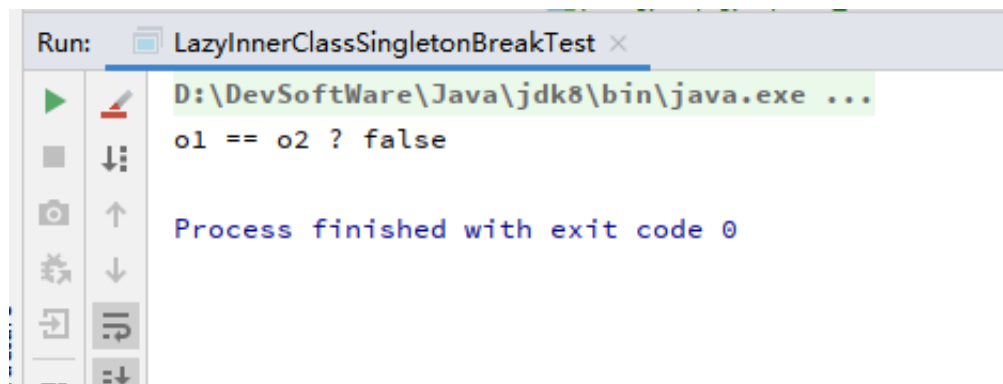 Run: LazyInnerClassSingletonBreakTest
D:\DevSoftWare\Java\jdk8\bin\java.exe ...
o1 == o2 ? false
Process finished with exit code 0